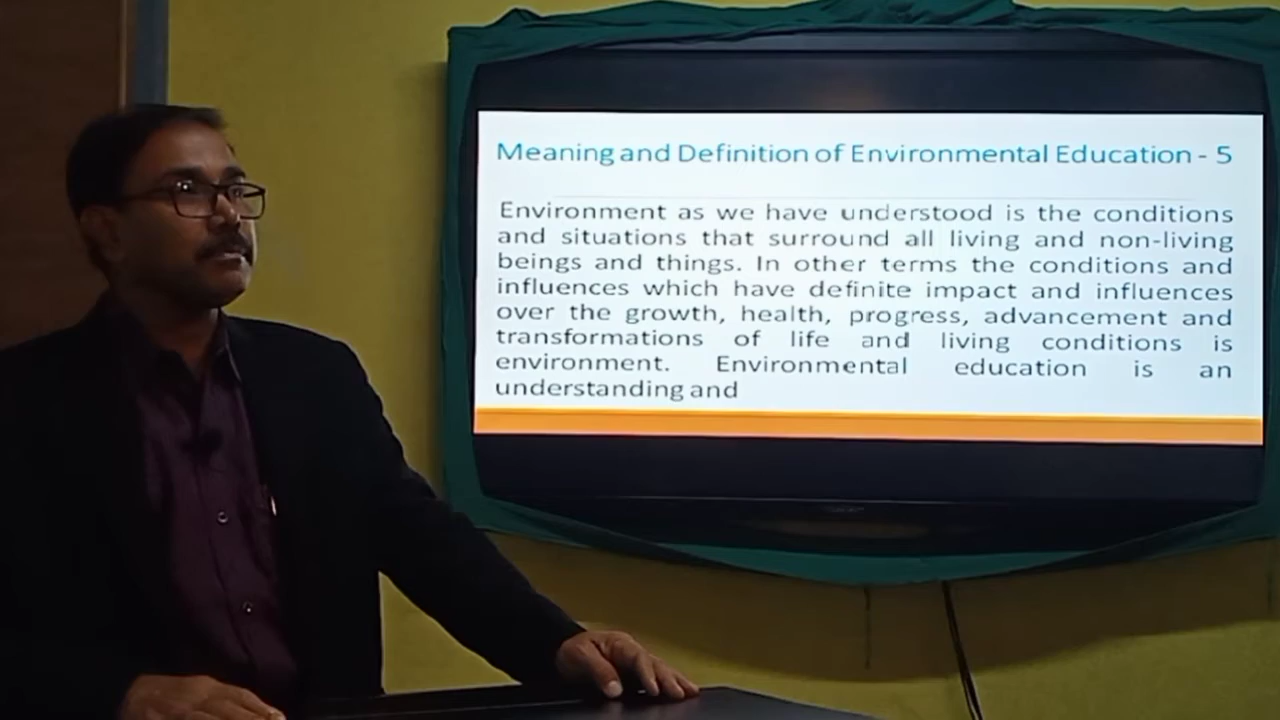 Meaning and Definition of Environmental Education - 5
Environment as we have understood is the conditions
and situations that surround all living and non-living
beings and things. In other terms the conditions and
influences which have definite impact and influences
over the growth, health, progress, advancement and
transformations of life and living conditions is
environment. Environmental education is an
understanding and